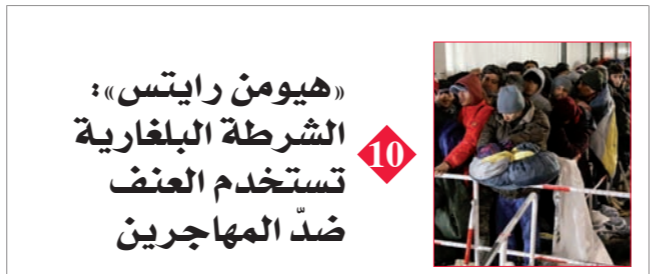 «هيومن رايتس»:
الشرطة البلغارية
تستخدم العنف
ضدّ المهاجرين
10